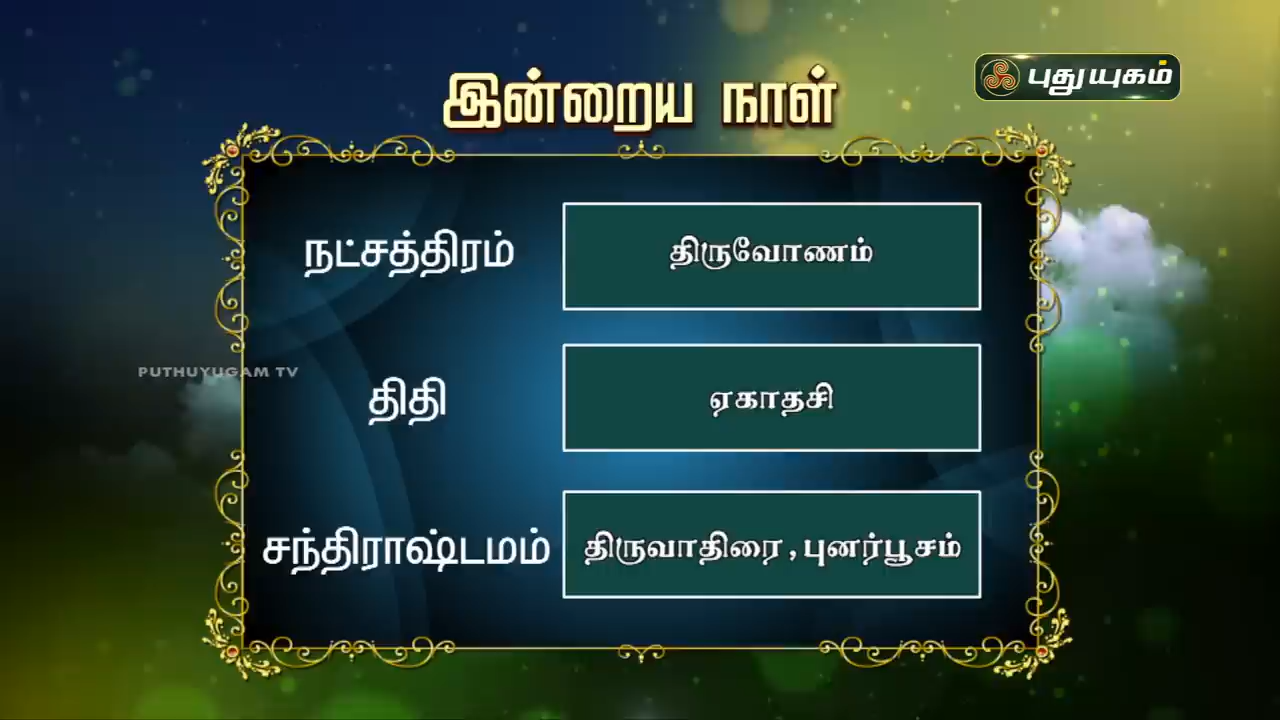 புதுயுகம்
இன்றைய நாள்
நட்சத்திரம் திருவோணம்
PUTHUYUGAM TV
திதி ஏகாதசி
சந்திராஷ்டமம் திருவாதிரை , புனர்பூசம்